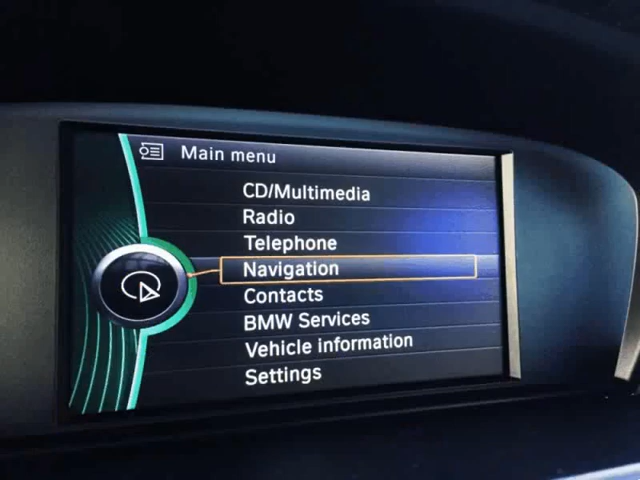 Main menu
CD/Multimedia
Radio
Telephone
Navigation
Contacts
BMW Services
Vehicle information
Settings